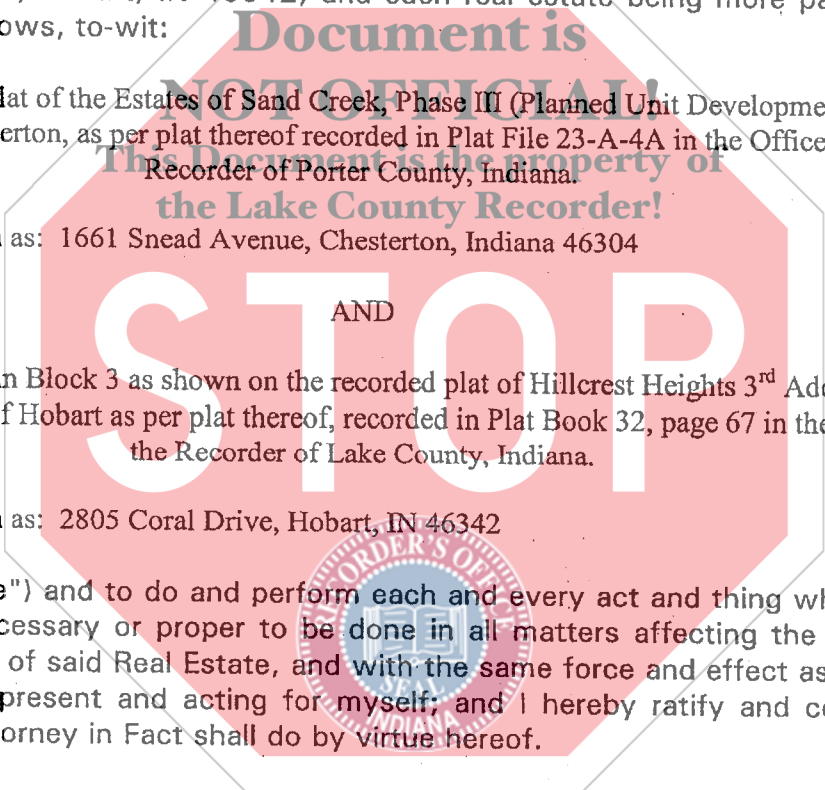 Document is
ows, to-wit:
NOT OFFICIAL!
lat of the Estates of Sand Creek, Phase III (Planned Unit Developme
erton, as per plat thereof recorded in Plat File 23-A-4A in the Office
This Document is the property of
Recorder of Porter County, Indiana.
the Lake County Recorder!
as: 1661 Snead Avenue, Chesterton, Indiana 46304
STOP
AND
n Block 3 as shown on the recorded plat of Hillcrest Heights 3rd Add
f Hobart as per plat thereof, recorded in Plat Book 32, page 67 in the
the Recorder of Lake County, Indiana.
as: 2805 Coral Drive, Hobart, IN 46342
RECORDER'S OFFICE
SEAL
INDIANA
e") and to do and perform each and every act and thing wh
cessary or proper to be done in all matters affecting the
of said Real Estate, and with the same force and effect as
present and acting for myself; and I hereby ratify and co
orney in Fact shall do by virtue hereof.